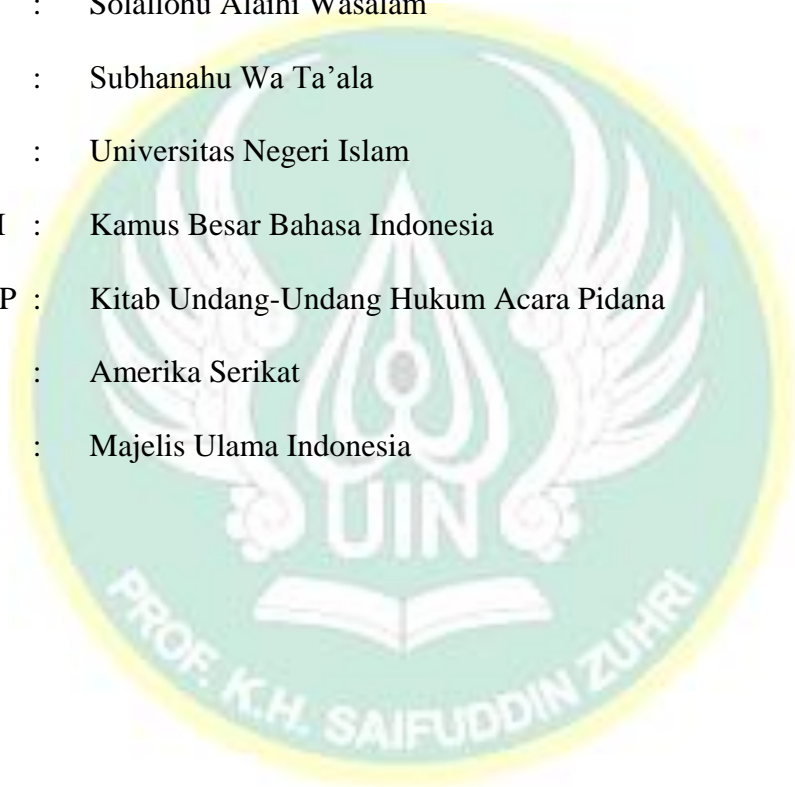 : Solallohu Alaihi Wasalam
: Subhanahu Wa Ta’ala
: Universitas Negeri Islam
I : Kamus Besar Bahasa Indonesia
P : Kitab Undang-Undang Hukum Acara Pidana
: Amerika Serikat
: Majelis Ulama Indonesia
UIN
PROF. K.H. SAIFUDDIN ZUHRI